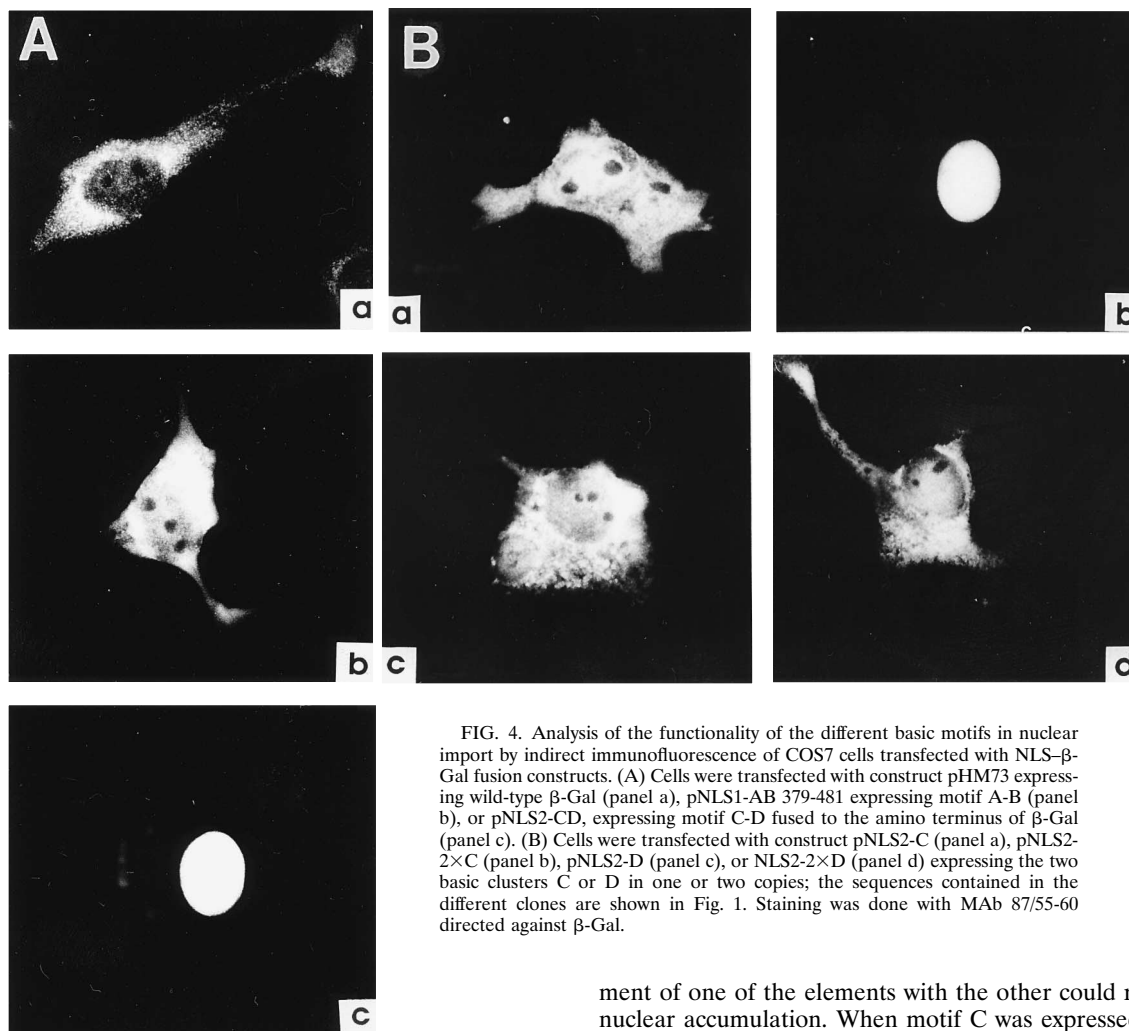 A
B
a
a
b
c
b
c
d
c
FIG. 4. Analysis of the functionality of the different basic motifs in nuclear
import by indirect immunofluorescence of COS7 cells transfected with NLS–β-
Gal fusion constructs. (A) Cells were transfected with construct pHM73 express-
ing wild-type β-Gal (panel a), pNLS1-AB 379-481 expressing motif A-B (panel
b), or pNLS2-CD, expressing motif C-D fused to the amino terminus of β-Gal
(panel c). (B) Cells were transfected with construct pNLS2-C (panel a), pNLS2-
2×C (panel b), pNLS2-D (panel c), or NLS2-2×D (panel d) expressing the two
basic clusters C or D in one or two copies; the sequences contained in the
different clones are shown in Fig. 1. Staining was done with MAb 87/55-60
directed against β-Gal.
ment of one of the elements with the other could
nuclear accumulation. When motif C was expressed